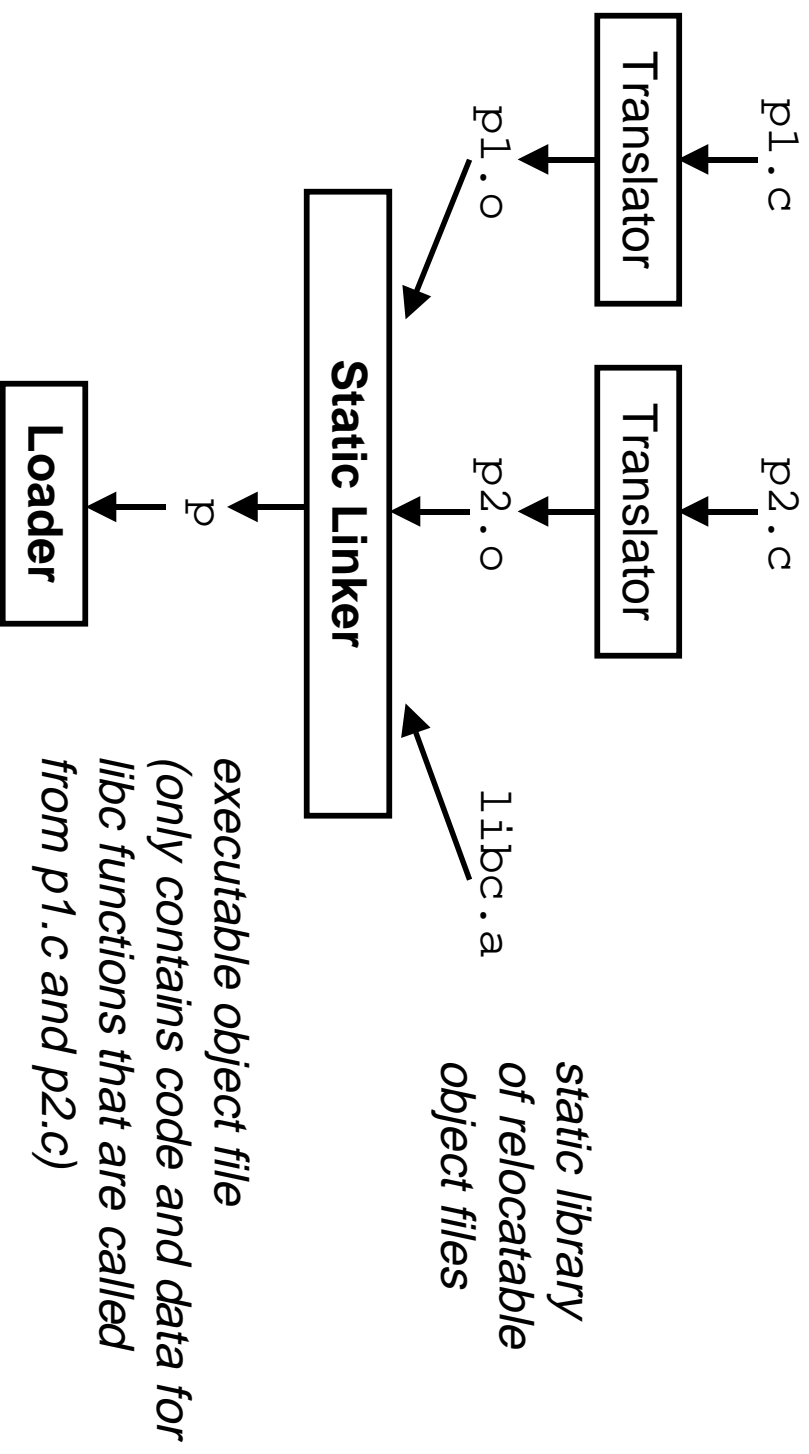 p1.c
p2.c
Translator
Translator
static library
of relocatable
object files
p1.o
p2.o
libc.a
Static Linker
executable object file
(only contains code and data for
libc functions that are called
from p1.c and p2.c)
p
Loader